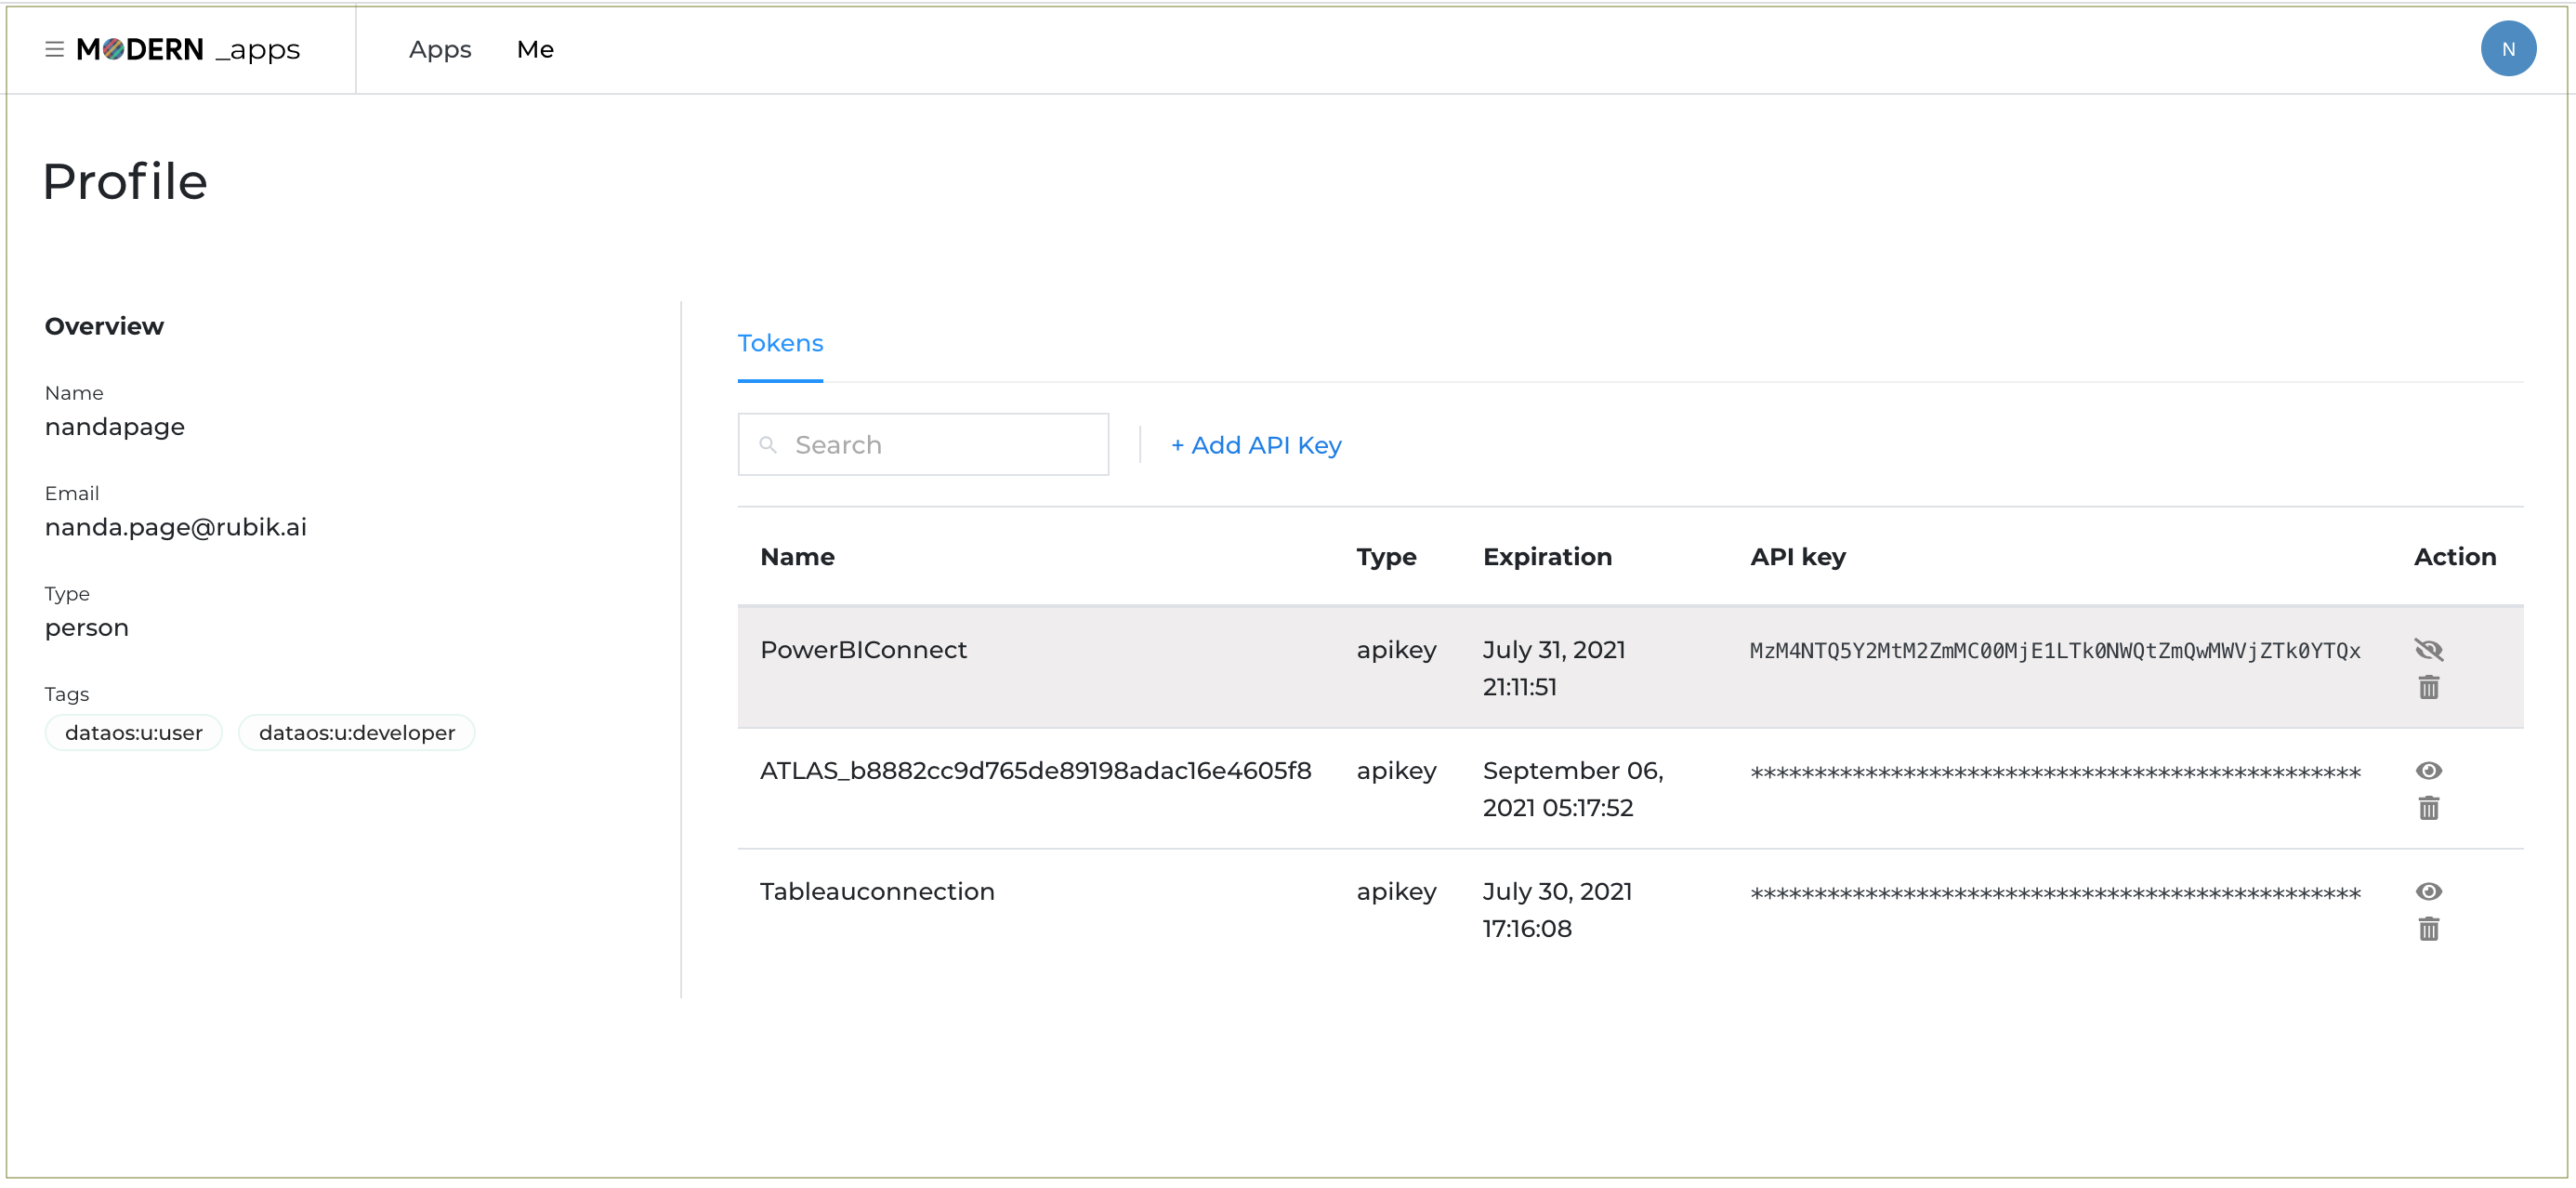 MODERN _apps
Apps
Me
N
Profile
Overview
Name
nandapage
Email
nanda.page@rubik.ai
Type
person
Tags
dataos:u:user
dataos:u:developer
Tokens
Search
+ Add API Key
Name Type Expiration API key Action
PowerBIConnect apikey July 31, 2021 MzM4NTQ5Y2MtM2ZmMC00MjE1LTk0NWQtZmQwMWVjZTk0YTQx
21:11:51
ATLAS_b8882cc9d765de89198adac16e4605f8 apikey September 06, ************************************************
2021 05:17:52
Tableauconnection apikey July 30, 2021 ************************************************
17:16:08